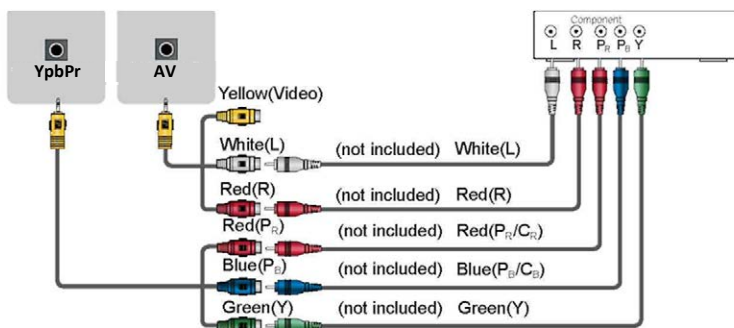 Component
L R PR PB Y
YpbPr AV
Yellow(Video)
White(L) (not included) White(L)
Red(R) (not included) Red(R)
Red(PR) (not included) Red(PR/CR)
Blue(PB) (not included) Blue(PB/CB)
Green(Y) (not included) Green(Y)